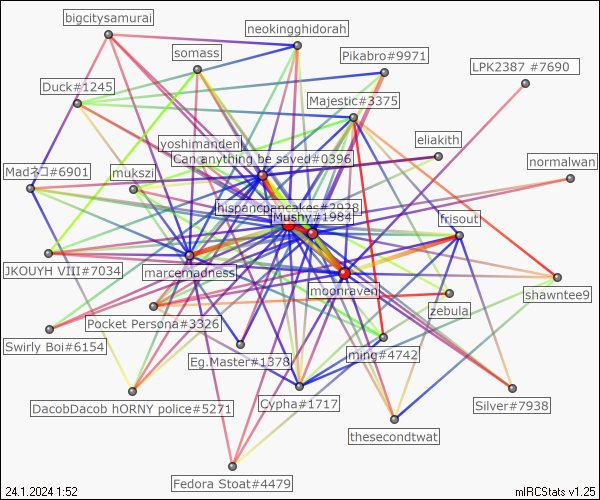 bigcitysamurai
neokingghidorah
somass
Pikabro#9971
LPK2387 #7690
Duck#1245
Majestic#3375
yoshimanden
eliakith
Can anything be saved#0396
normalwan
Madネコ#6901
mukszil
hispancpancakes#2928
Mushy#1984
frisout
JKOUYH VIII#7034
marcemadness
moonraven
shawntee9
zebula
Pocket Persona#3326
Swirly Boi#6154
Eg.Master#1378
ming#4742
DacobDacob hORNY police#5271
Cypha#1717
Silver#7938
thesecondtwat
Fedora Stoat#4479
24.1.2024 1:52
mIRCStats v1.25